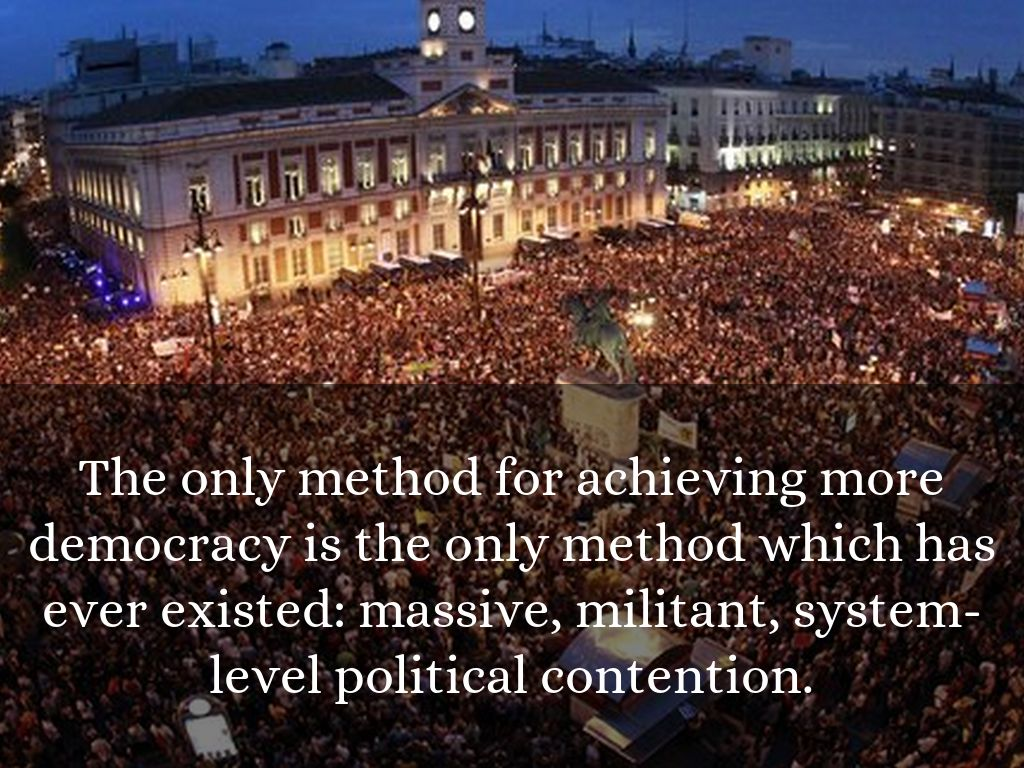 The only method for achieving more
democracy is the only method which has
ever existed: massive, militant, system-
level political contention.